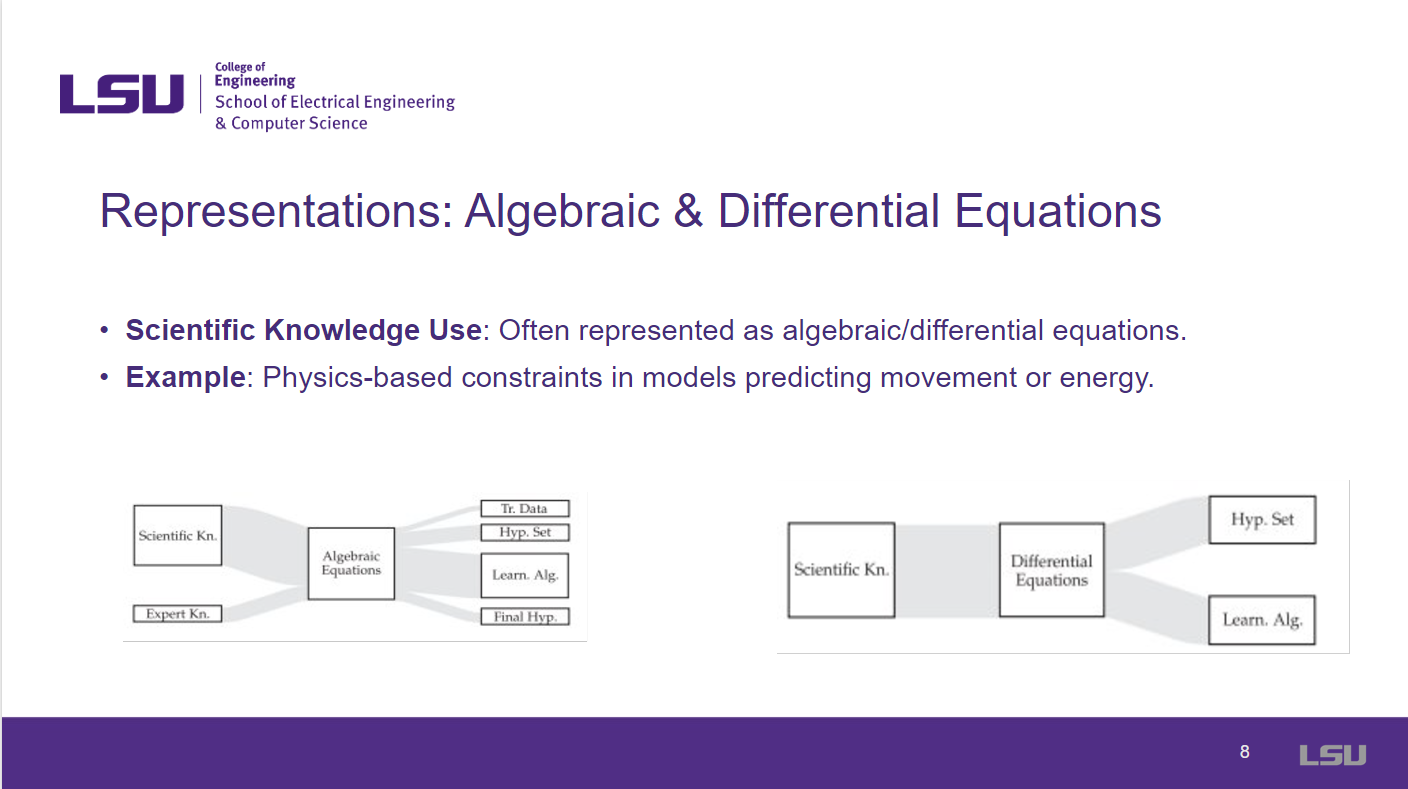 LSU
College of
Engineering
School of Electrical Engineering
& Computer Science
Representations: Algebraic & Differential Equations
• Scientific Knowledge Use: Often represented as algebraic/differential equations.
• Example: Physics-based constraints in models predicting movement or energy.
Scientific Kn.
Expert Kn.
Algebraic
Equations
Tr. Data
Hyp. Set
Learn. Alg.
Final Hyp.
Scientific Kn.
Differential
Equations
Hyp. Set
Learn. Alg.
8
LSU